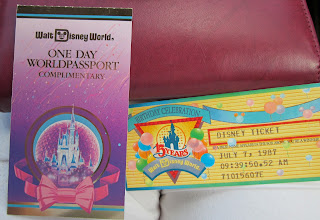 Walt Disney World®
ONE DAY
WORLDPASSPORT
COMPLIMENTARY
BIRTHDAY CELEBRATION
15 YEARS
Walt Disney World
DISNEY TICKET
JULY 7, 1987
09:39:50.52 AM